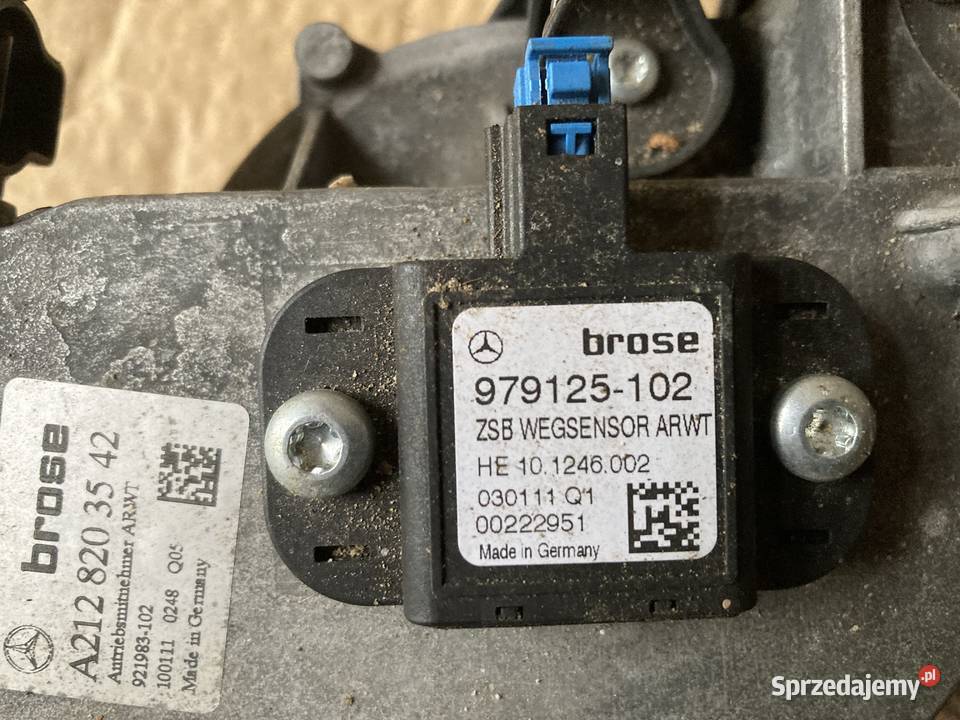 brose
979125-102
ZSB WEGSENSOR ARWT
HE 10.1246.002
030111 Q1
00222951
Made in Germany
brose
A212 820 35 42
Antriebsmitnehmer ARWT
921983-102
100111 0248 Q05
Made in Germany
Sprzedajemy.pl